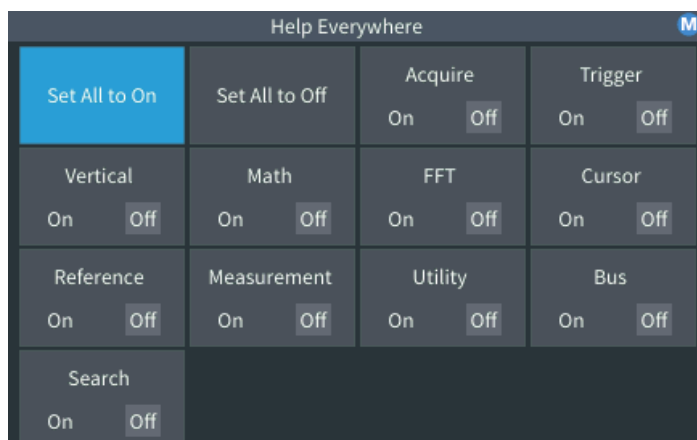 Help Everywhere
M
Set All to On
Set All to Off
Acquire
On Off
Trigger
On Off
Vertical
On Off
Math
On Off
FFT
On Off
Cursor
On Off
Reference
On Off
Measurement
On Off
Utility
On Off
Bus
On Off
Search
On Off